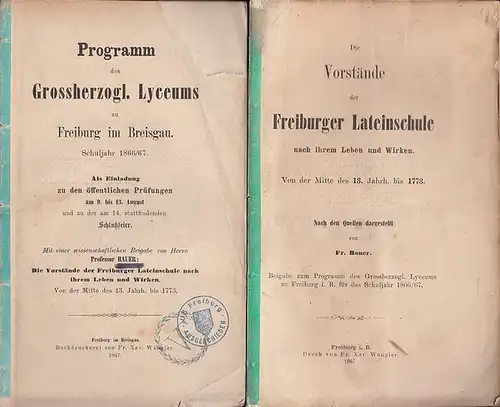 Programm
des
Grossherzogl. Lyceums
zu
Freiburg im Breisgau.
Schuljahr 1866/67.
Als Einladung
zu den öffentlichen Prüfungen
am 9. bis 13. August
und zu der am 14. stattfindenden
Schlußfeier.
Mit einer wissenschaftlichen Beigabe von Herrn
Professor BAUER:
Die Vorstände der Freiburger Lateinschule nach
ihrem Leben und Wirken.
Von der Mitte des 13. Jahrh. bis 1773.
Freiburg
AUSGESCHIEDEN
Freiburg im Breisgau.
Buchdruckerei von Fr. Xav. Wangler.
1867.
Die
Vorstände
der
Freiburger Lateinschule
nach ihrem Leben und Wirken.
Von der Mitte des 13. Jahrh. bis 1773.
Nach den Quellen dargestellt
von
Fr. Bauer.
Beigabe zum Programm des Grossherzogl. Lyceums
zu Freiburg i. B. für das Schuljahr 1866/67.
Freiburg i. B.
Druck von Fr. Xav. Wangler.
1867